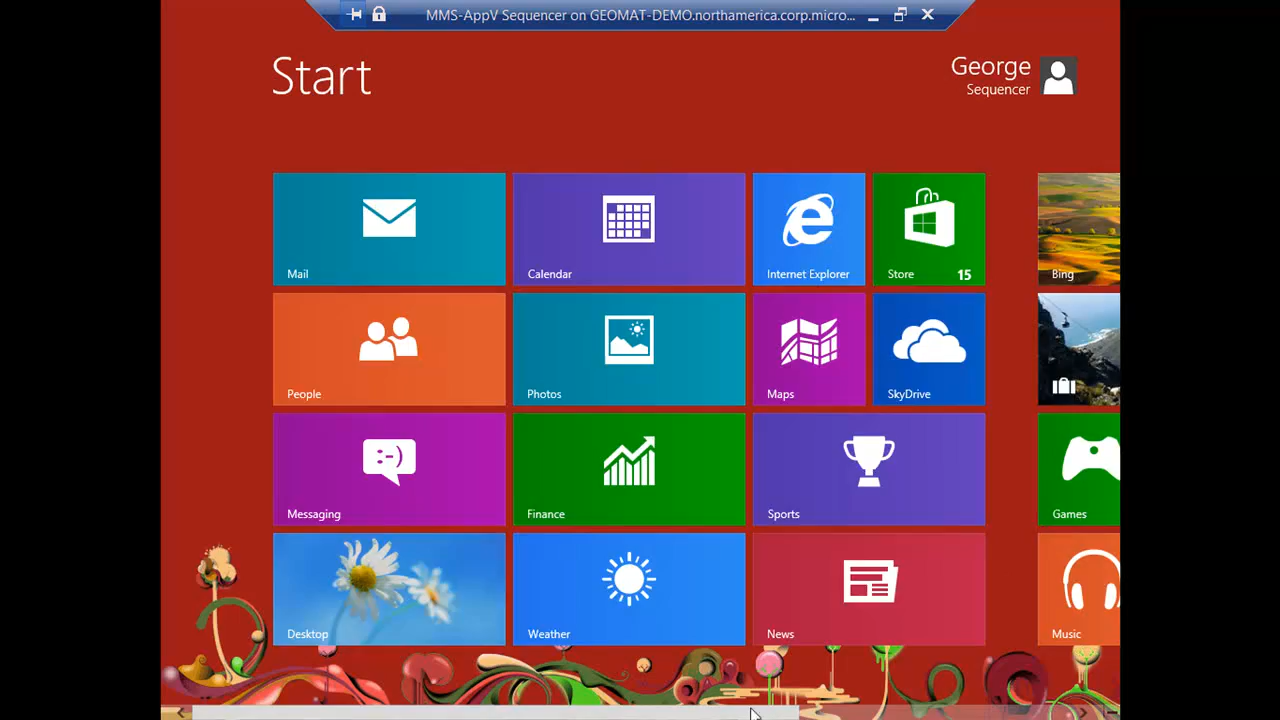 MMS-AppV Sequencer on GEOMAT-DEMO.northamerica.corp.micro...
Start
George
Sequencer
Mail
Calendar
Internet Explorer
Store
15
Bing
People
Photos
Maps
SkyDrive
Messaging
:-)
Finance
Sports
Games
Desktop
Weather
News
Music